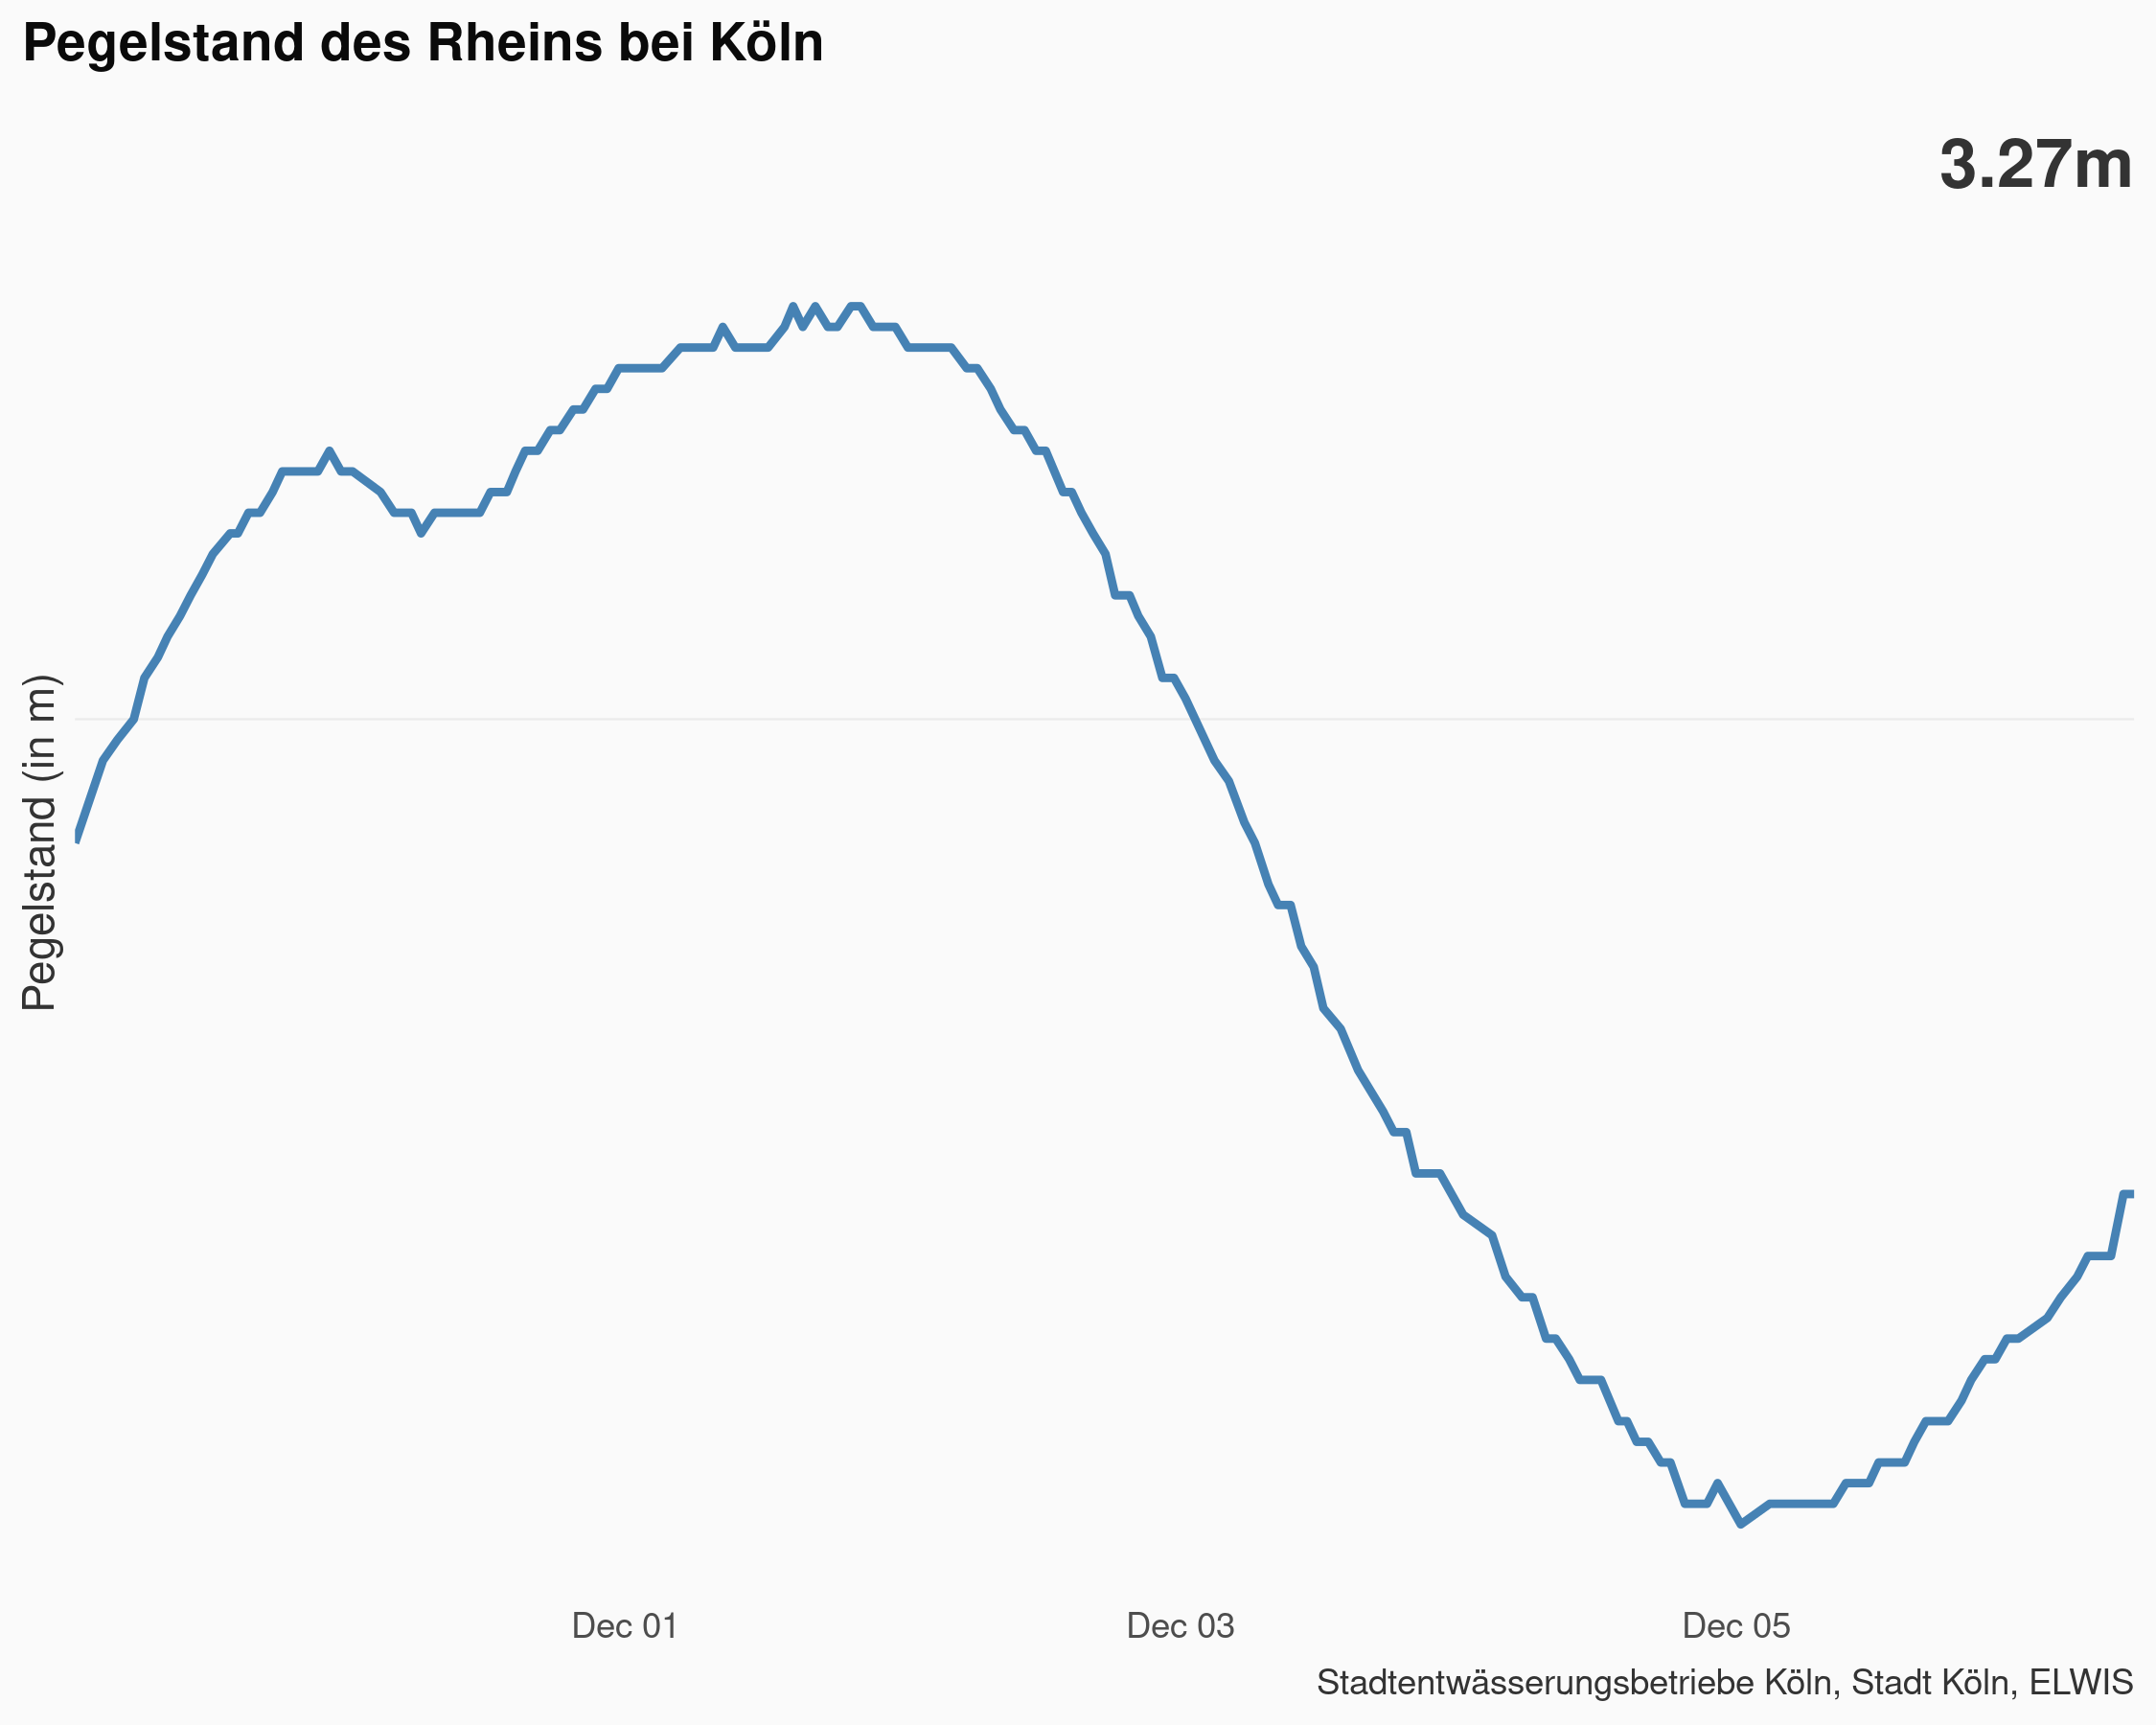 Pegelstand des Rheins bei Köln
3.27m
Pegelstand (in m)
Dec 01
Dec 03
Dec 05
Stadtentwässerungsbetriebe Köln, Stadt Köln, ELWIS